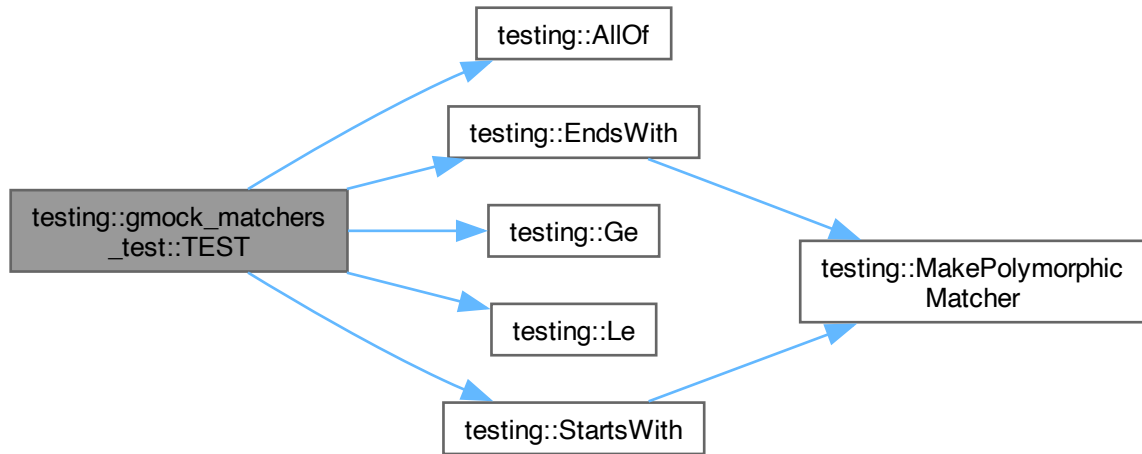 testing::AllOf
testing::EndsWith
testing::gmock_matchers
_test::TEST
testing::Ge
testing::MakePolymorphic
Matcher
testing::Le
testing::StartsWith